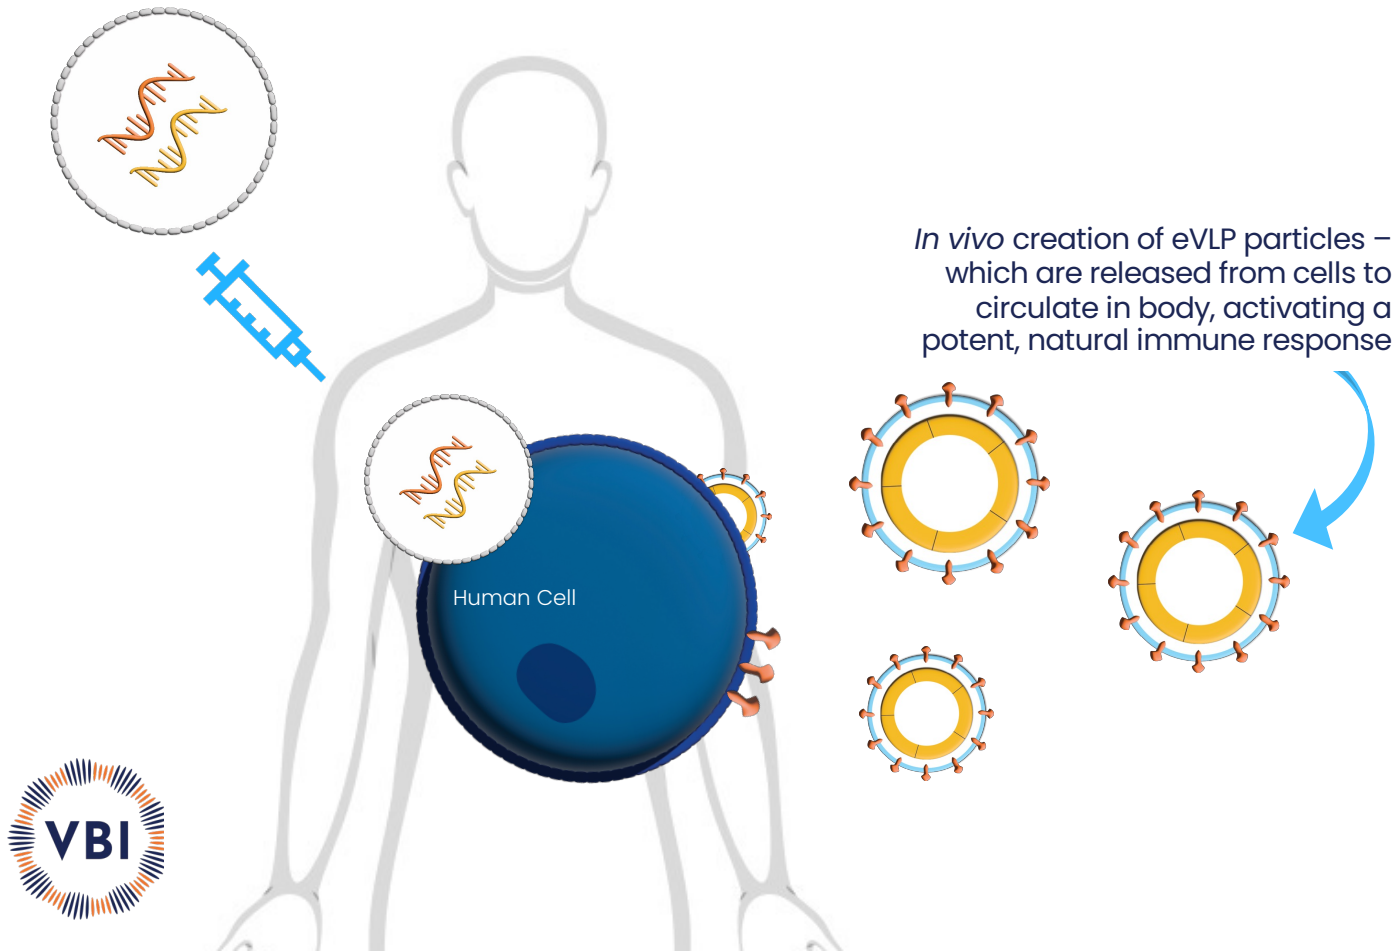 In vivo creation of eVLP particles –
which are released from cells to
circulate in body, activating a
potent, natural immune response
Human Cell
VBI